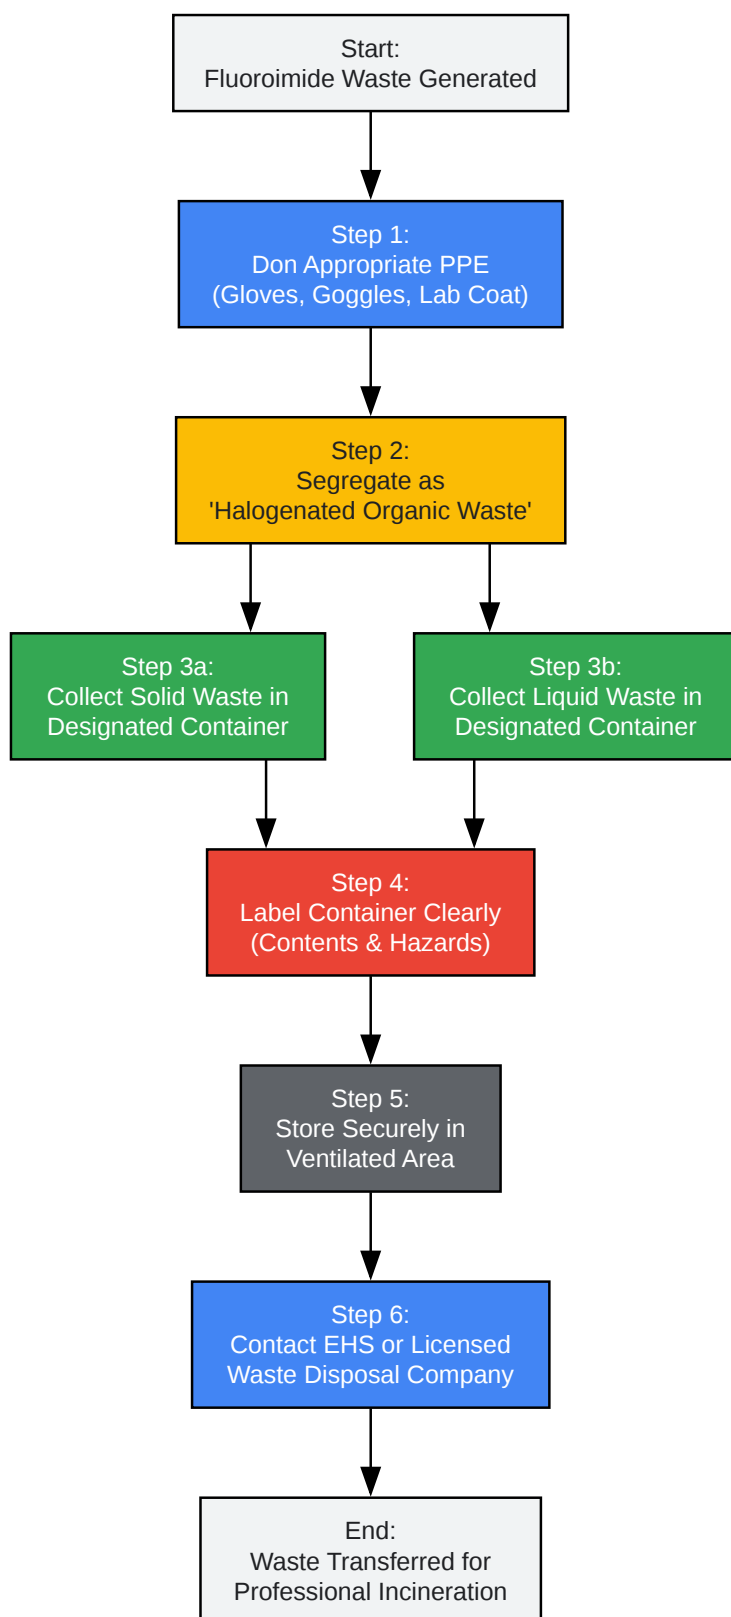 Start:
Fluoroimide Waste Generated
Step 1:
Don Appropriate PPE
(Gloves, Goggles, Lab Coat)
Step 2:
Segregate as
'Halogenated Organic Waste'
Step 3a:
Collect Solid Waste in
Designated Container
Step 3b:
Collect Liquid Waste in
Designated Container
Step 4:
Label Container Clearly
(Contents & Hazards)
Step 5:
Store Securely in
Ventilated Area
Step 6:
Contact EHS or Licensed
Waste Disposal Company
End:
Waste Transferred for
Professional Incineration